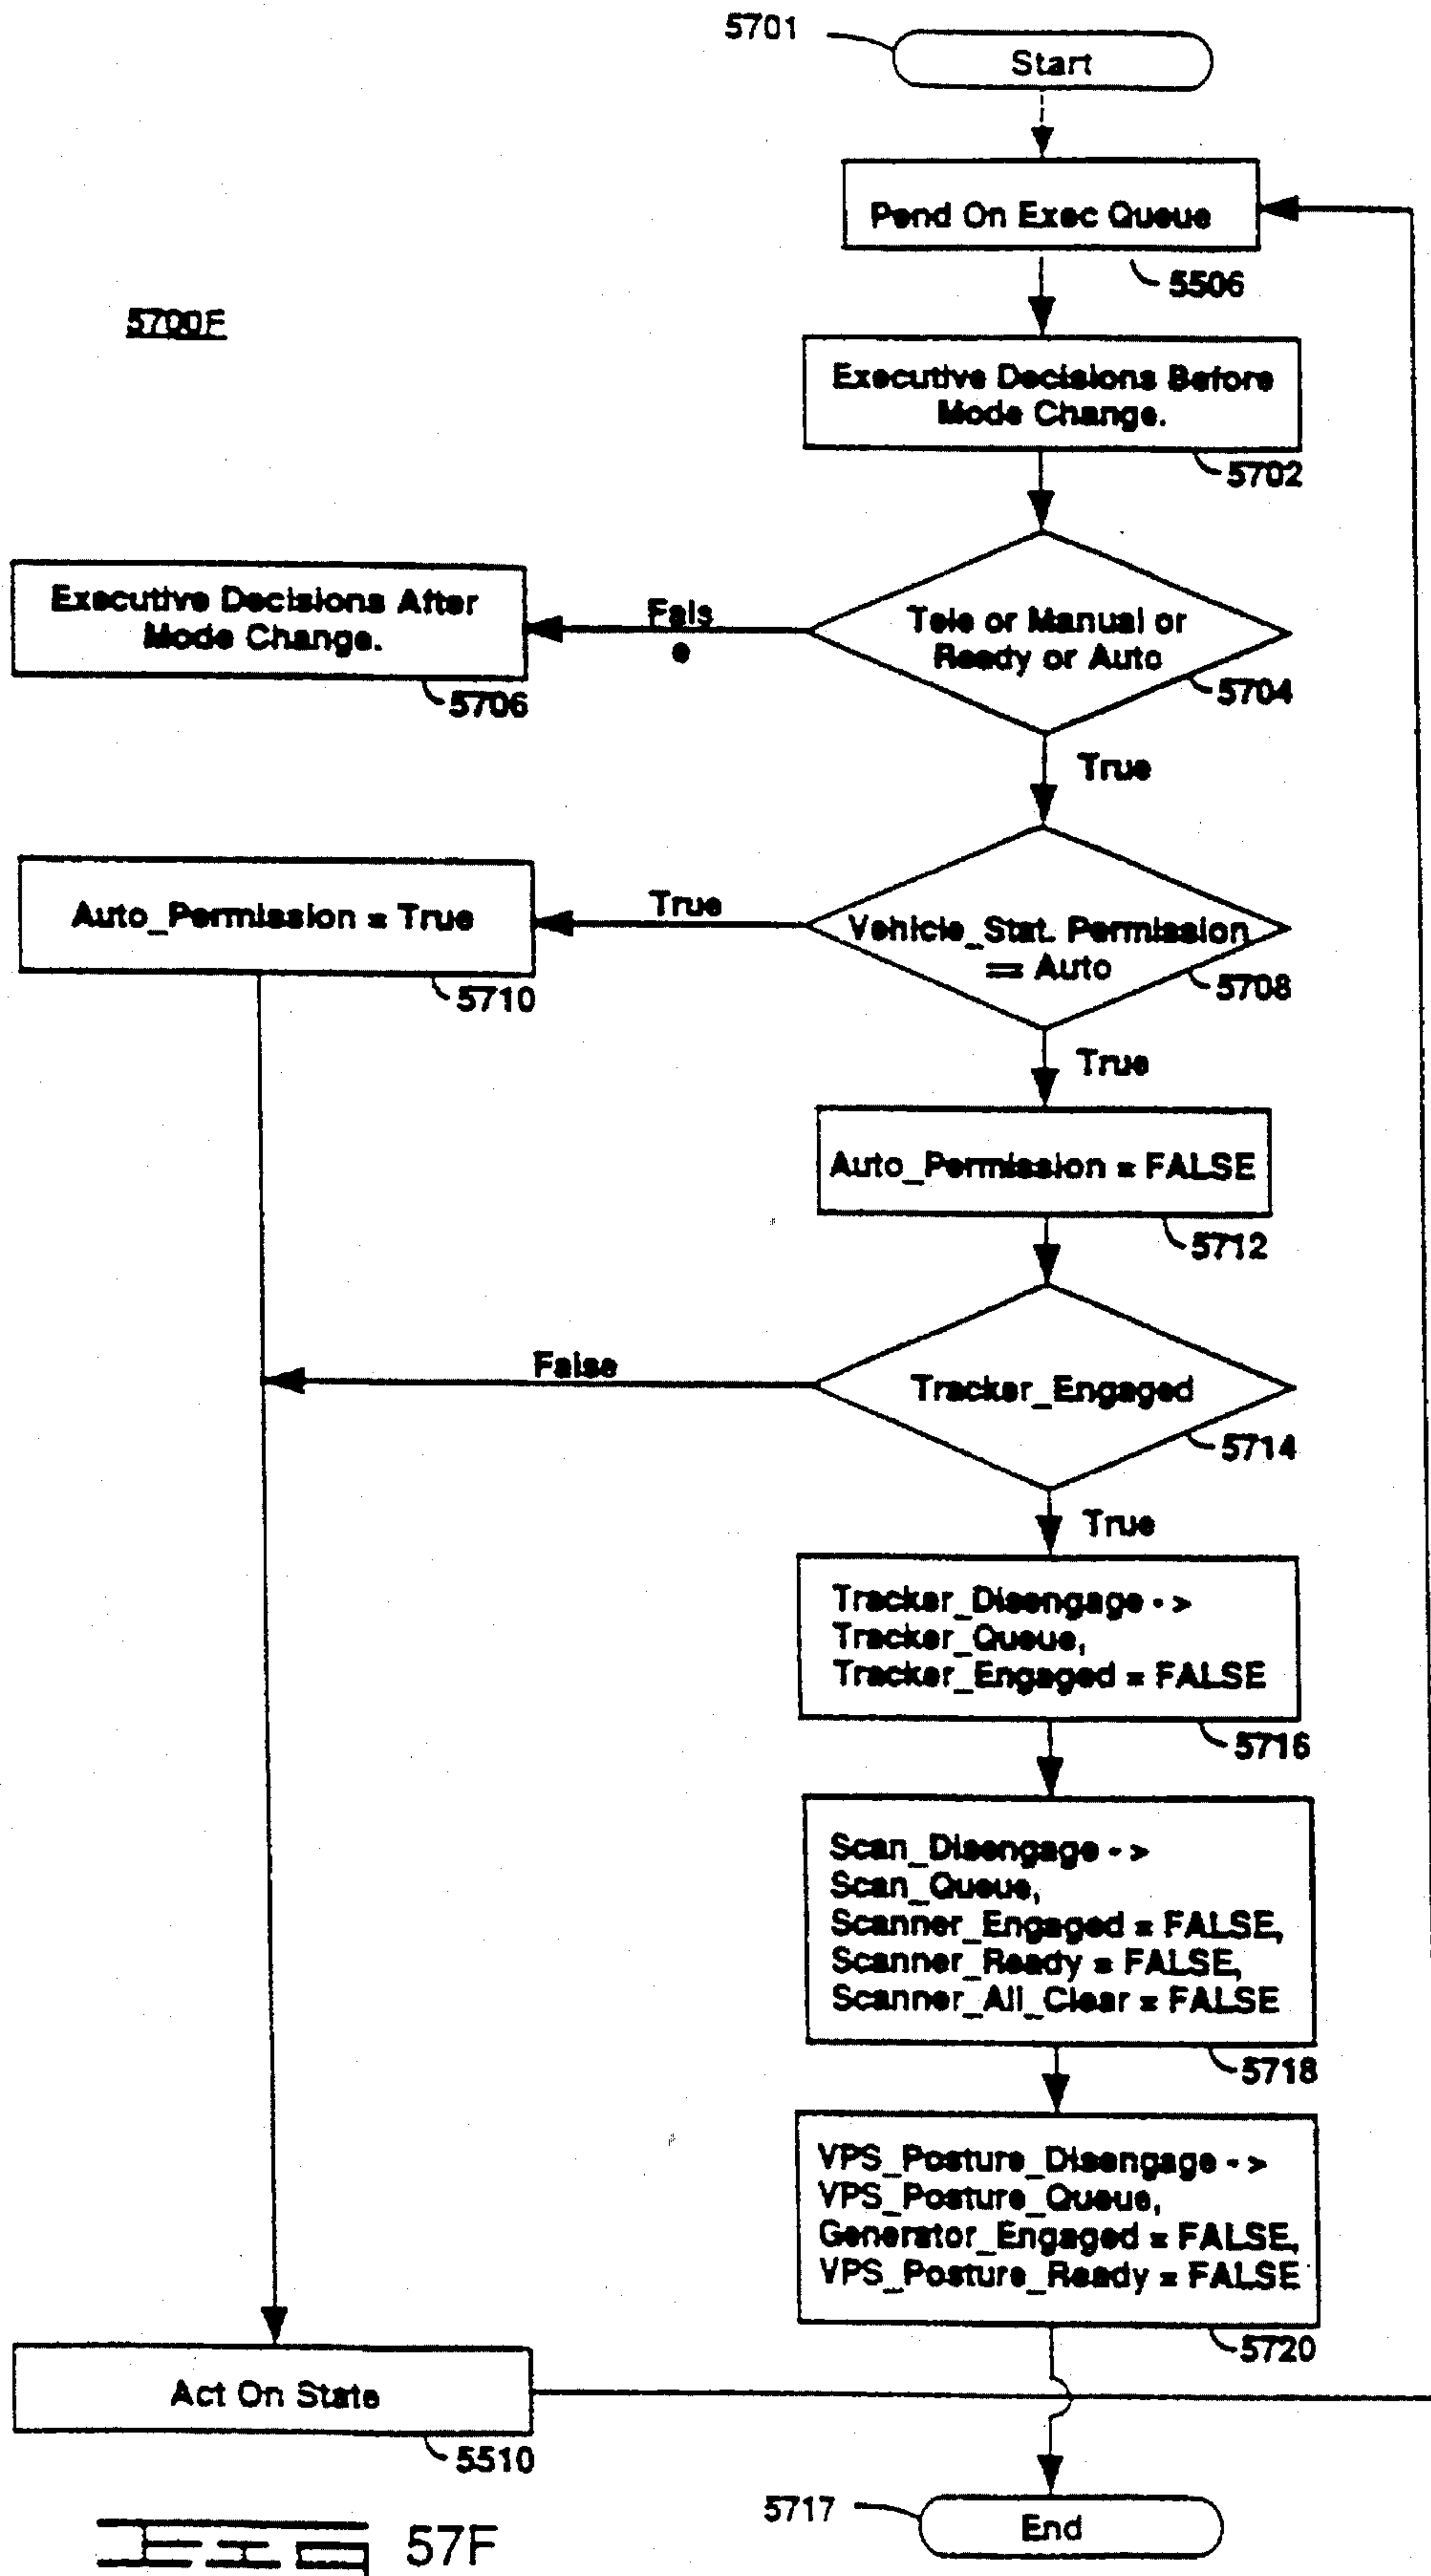 5701
Start
Pend On Exec Queue
5506
5700F
Executive Decisions Before
Mode Change.
5702
Executive Decisions After
Mode Change.
5706
Fals
e
Tele or Manual or
Ready or Auto
5704
True
Auto_Permission = True
5710
True
Vehicle_Stat. Permission
== Auto
5708
True
Auto_Permission = FALSE
5712
False
Tracker_Engaged
5714
True
Tracker_Disengage - >
Tracker_Queue,
Tracker_Engaged = FALSE
5716
Scan_Disengage - >
Scan_Queue,
Scanner_Engaged = FALSE,
Scanner_Ready = FALSE,
Scanner_All_Clear = FALSE
5718
VPS_Posture_Disengage - >
VPS_Posture_Queue,
Generator_Engaged = FALSE,
VPS_Posture_Ready = FALSE
5720
Act On State
5510
5717
End
57F